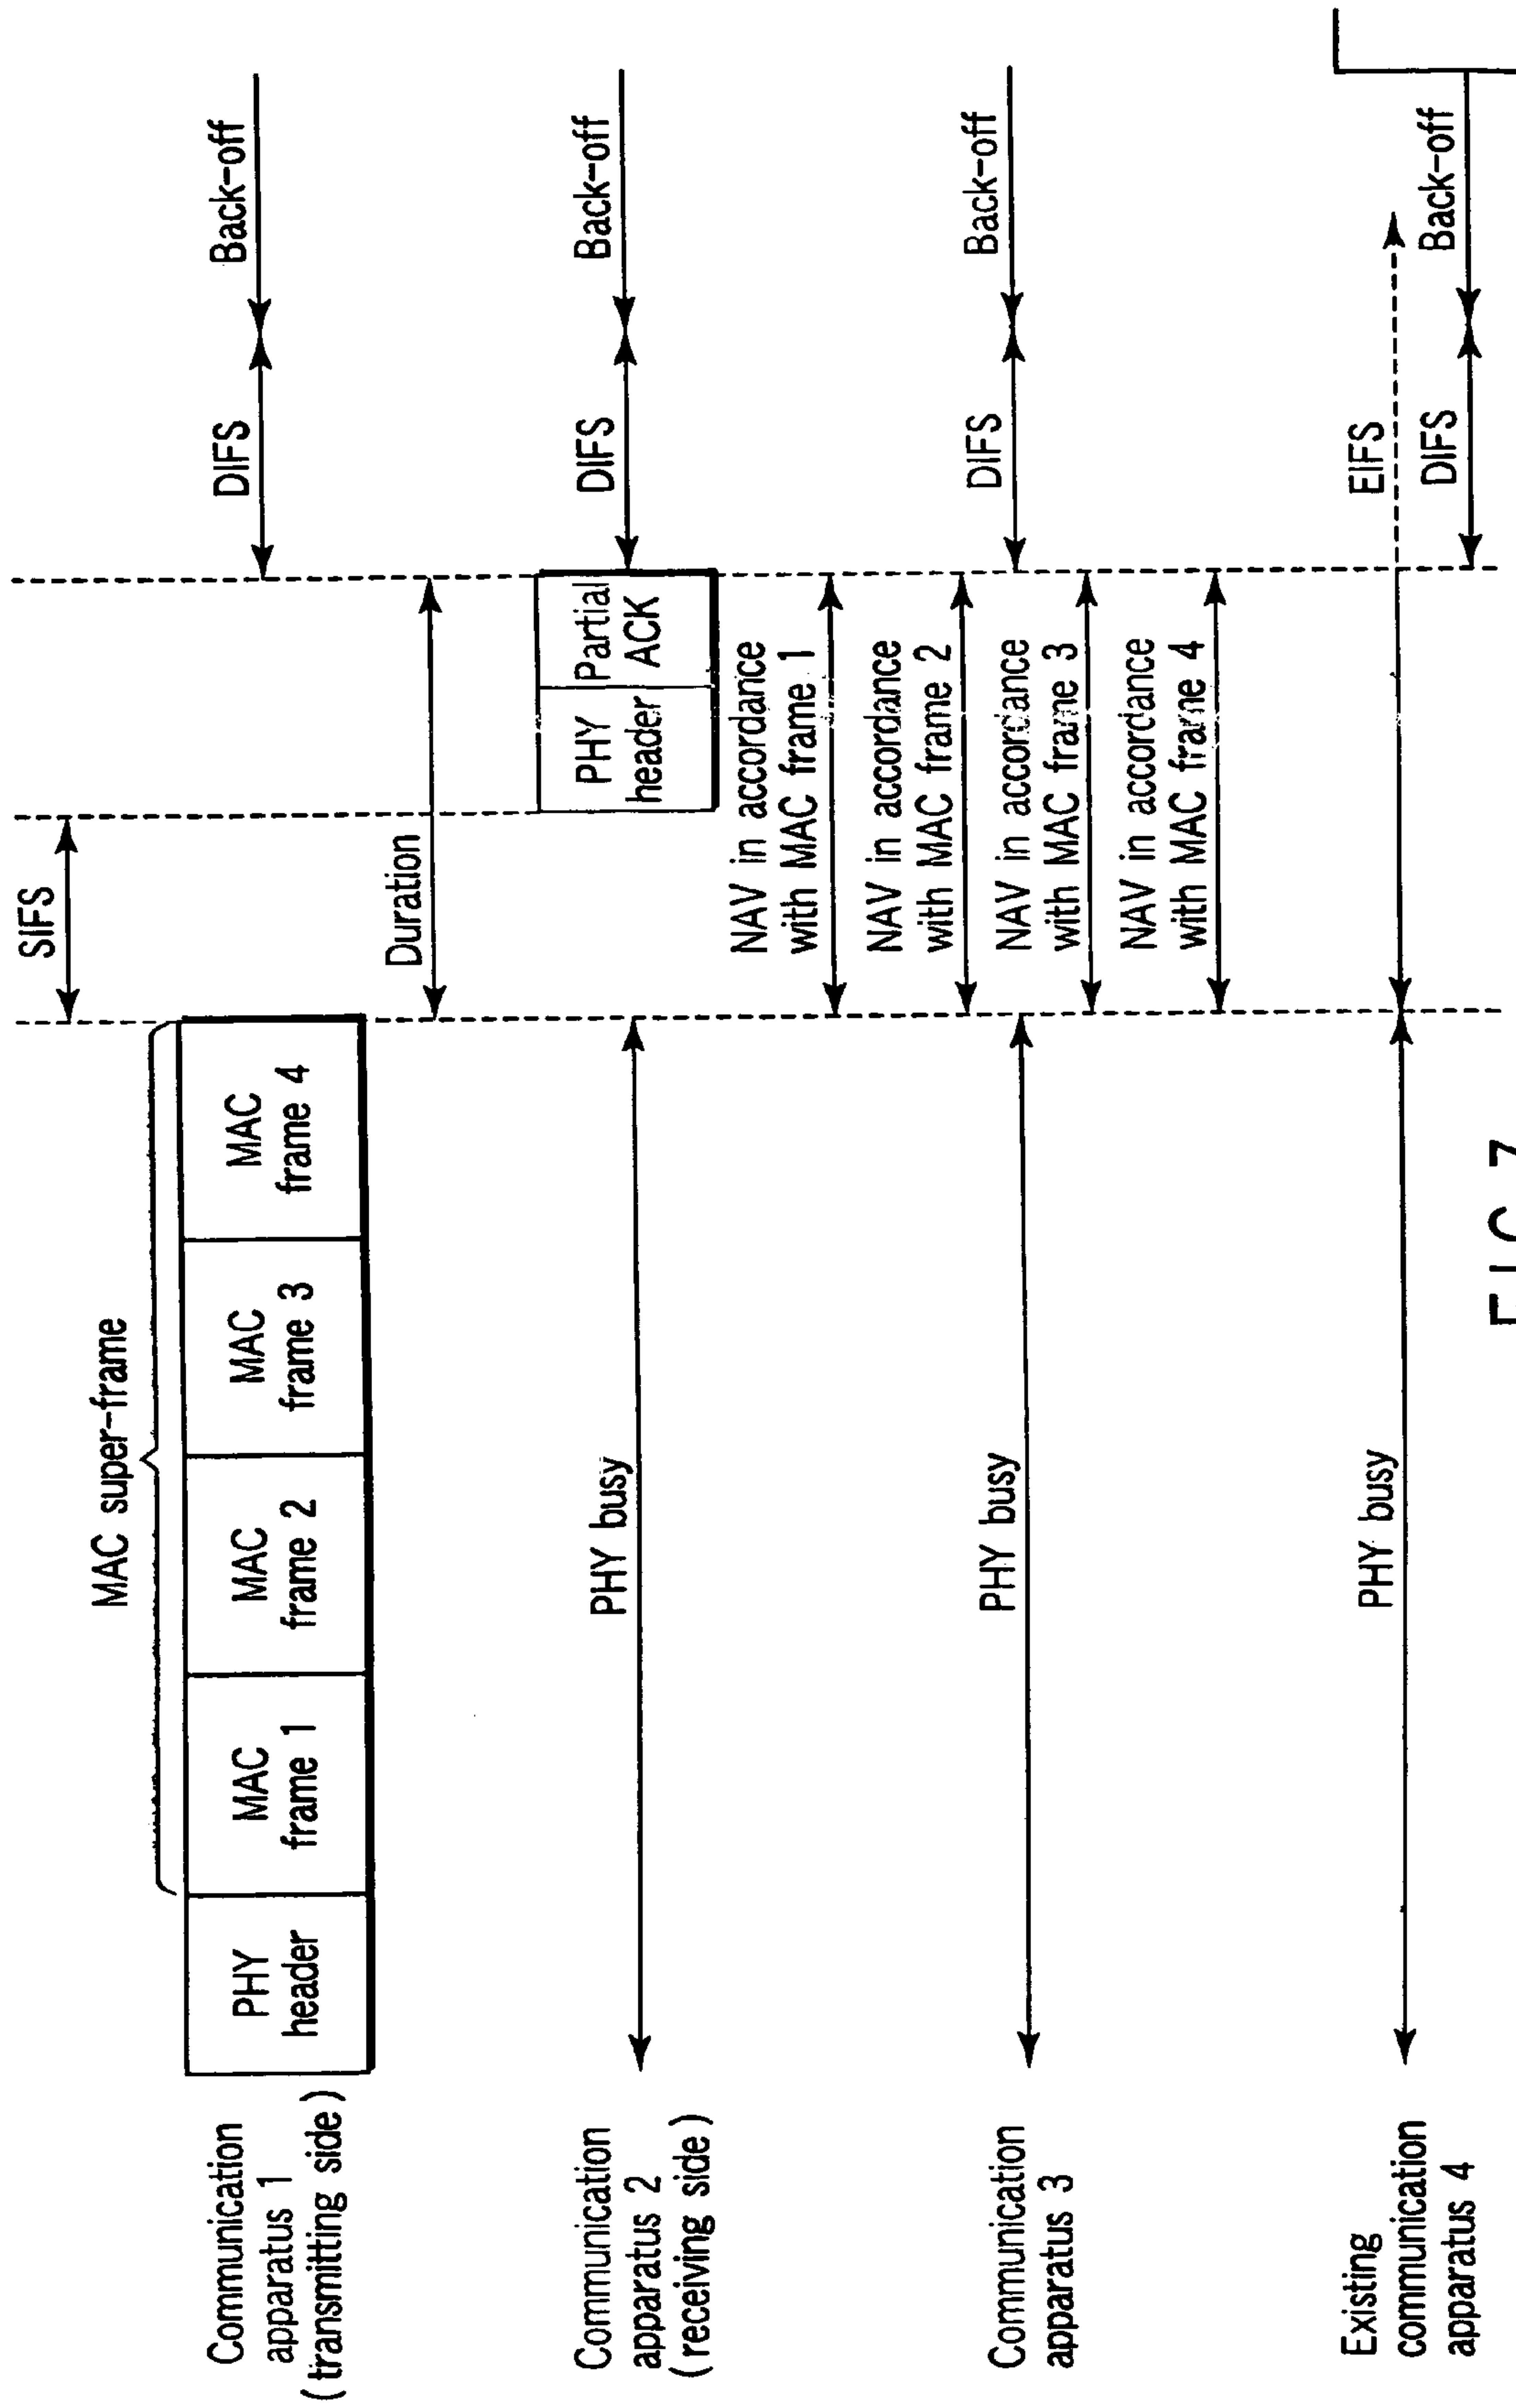 SIFS
MAC super-frame
Communication
apparatus 1
(transmitting side)
PHY
header
MAC
frame 1
MAC
frame 2
MAC
frame 3
MAC
frame 4
DIFS
Back-off
Duration
Communication
apparatus 2
(receiving side)
PHY busy
PHY
header
Partial
ACK
DIFS
Back-off
NAV in accordance
with MAC frame 1
NAV in accordance
with MAC frame 2
Communication
apparatus 3
PHY busy
NAV in accordance
with MAC frame 3
DIFS
Back-off
NAV in accordance
with MAC frame 4
Existing
communication
apparatus 4
PHY busy
EIFS
DIFS
Back-off
FIG. 7